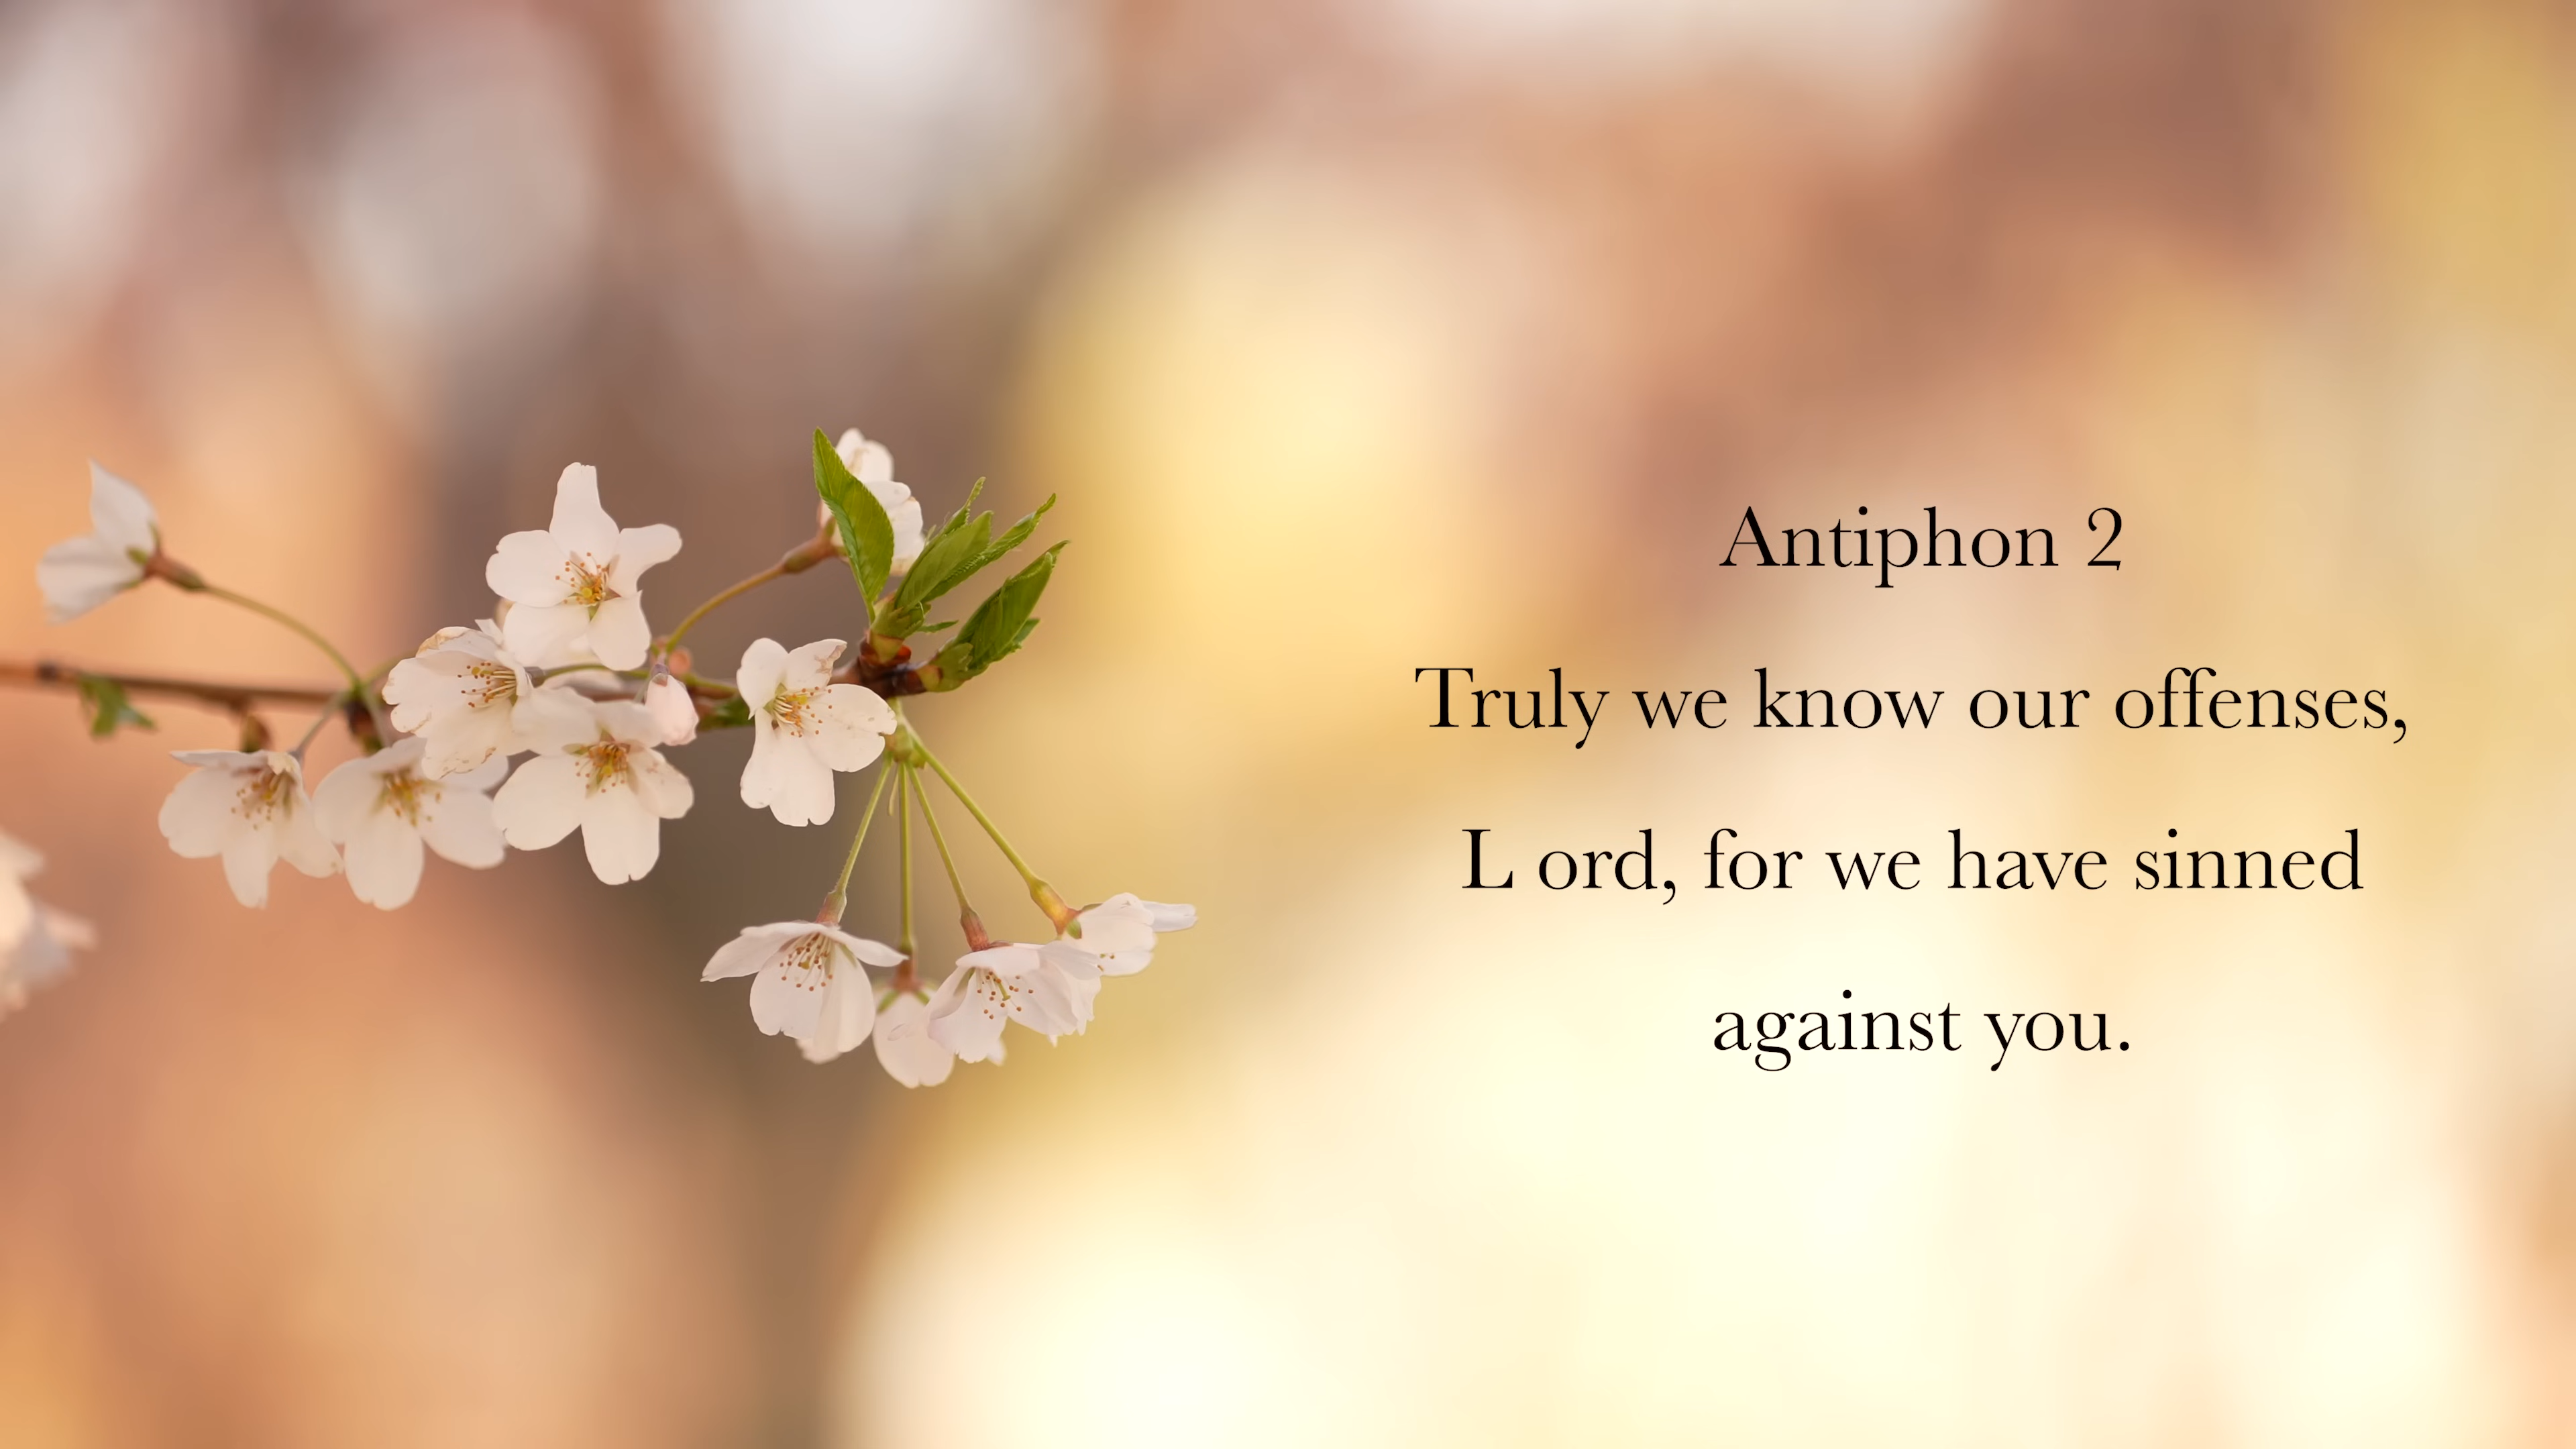 Antiphon 2
Truly we know our offenses,
L ord, for we have sinned
against you.